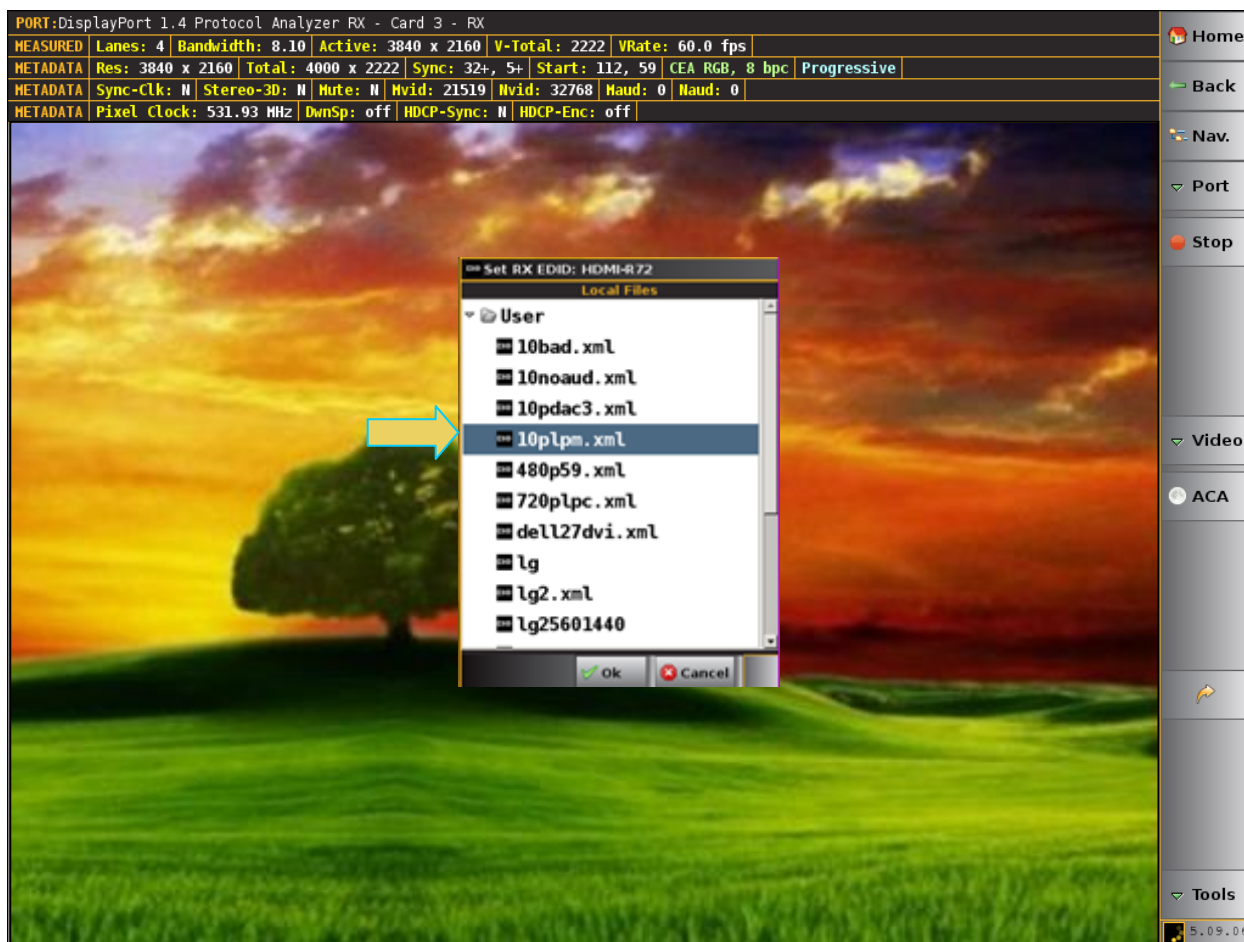 PORT:DisplayPort 1.4 Protocol Analyzer RX - Card 3 - RX
MEASURED Lanes: 4 Bandwidth: 8.10 Active: 3840 x 2160 V-Total: 2222 VRate: 60.0 fps
METADATA Res: 3840 x 2160 Total: 4000 x 2222 Sync: 32+, 5+ Start: 112, 59 CEA RGB, 8 bpc Progressive
METADATA Sync-Clk: N Stereo-3D: N Mute: N Mvid: 21519 Nvid: 32768 Maud: 0 Naud: 0
METADATA Pixel Clock: 531.93 MHz DwnSp: off HDCP-Sync: N HDCP-Enc: off
Home
Back
Nav.
Port
Stop
Video
ACA
Tools
Set RX EDID: HDMI-R72
Local Files
User
10bad.xml
10noaud.xml
10pdac3.xml
10plpm.xml
480p59.xml
720plpc.xml
dell27dvi.xml
lg
lg2.xml
lg25601440
Ok Cancel